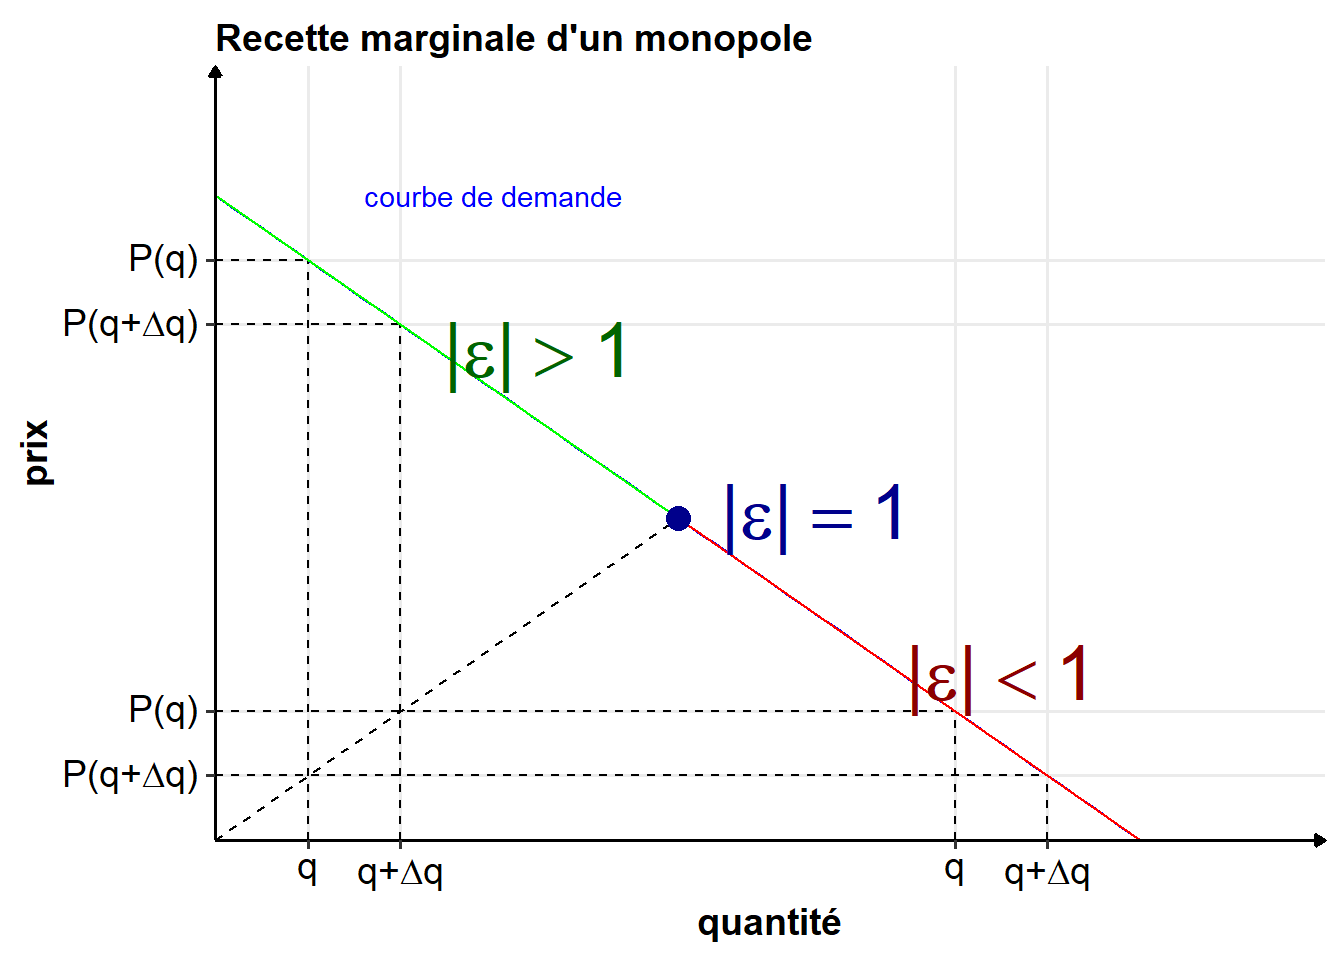 Recette marginale d'un monopole
courbe de demande
P(q)
P(q+Δq)
|ε| > 1
prix
|ε| = 1
|ε| < 1
P(q)
P(q+Δq)
q q+Δq q q+Δq
quantité